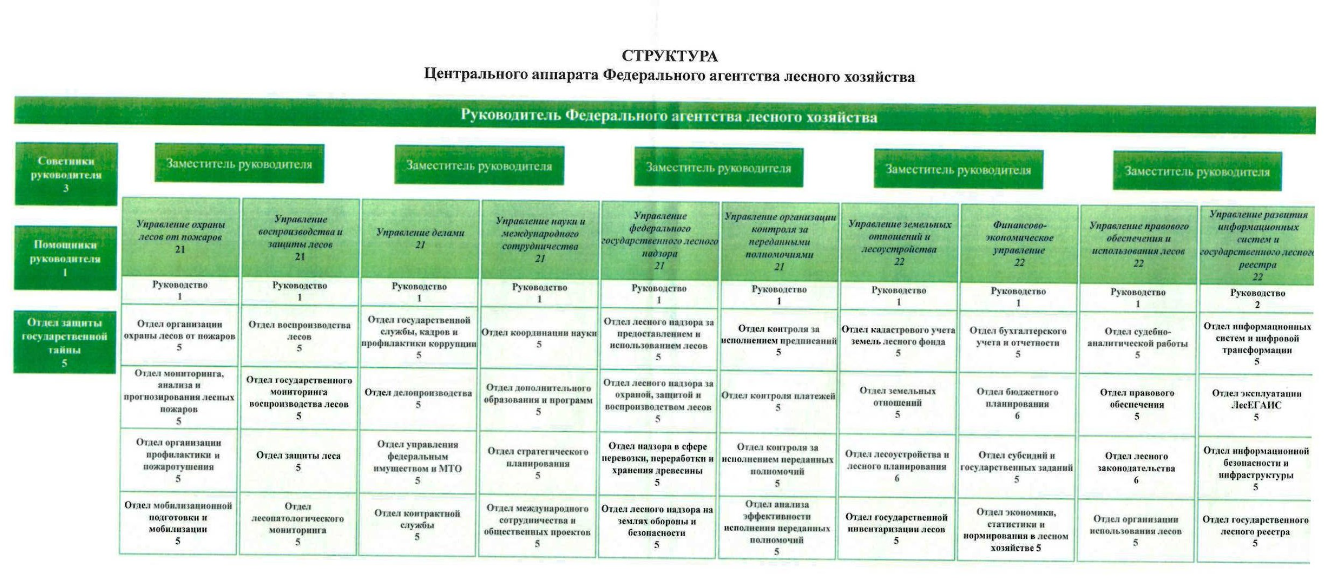 СТРУКТУРА
Центрального аппарата Федерального агентства лесного хозяйства
Руководитель Федерального агентства лесного хозяйства
Советники
руководителя
3
Помощники
руководителя
1
Отдел защиты
государственной
тайны
5
Заместитель руководителя
Заместитель руководителя
Заместитель руководителя
Заместитель руководителя
Заместитель руководителя
Управление охраны
лесов от пожаров
21
Руководство
1
Отдел организации
охраны лесов от пожаров
5
Отдел мониторинга,
анализа и
прогнозирования лесных
пожаров
5
Отдел организации
профилактики и
пожаротушения
5
Отдел мобилизационной
подготовки и
мобилизации
5
Управление
воспроизводства и
защиты лесов
21
Руководство
1
Отдел воспроизводства
лесов
5
Отдел государственного
мониторинга
воспроизводства лесов
5
Отдел защиты леса
5
Отдел
лесопатологического
мониторинга
5
Управление делами
21
Руководство
1
Отдел государственной
службы, кадров и
профилактики коррупции
5
Отдел делопроизводства
5
Отдел управления
федеральным
имуществом и МТО
5
Отдел контрактной
службы
5
Управление науки и
международного
сотрудничества
21
Руководство
1
Отдел координации науки
5
Отдел дополнительного
образования и программ
5
Отдел стратегического
планирования
5
Отдел международного
сотрудничества и
общественных проектов
5
Управление
федерального
государственного лесного
надзора
21
Руководство
1
Отдел лесного надзора за
предоставлением и
использованием лесов
5
Отдел лесного надзора за
охраной, защитой и
воспроизводством лесов
5
Отдел надзора в сфере
перевозки, переработки и
хранения древесины
5
Отдел лесного надзора на
землях обороны и
безопасности
5
Управление организации
контроля за
переданными
полномочиями
21
Руководство
1
Отдел контроля за
исполнением предписаний
5
Отдел контроля платежей
5
Отдел контроля за
исполнением переданных
полномочий
5
Отдел анализа
эффективности
исполнения переданных
полномочий
5
Управление земельных
отношений и
лесоустройства
22
Руководство
1
Отдел кадастрового учета
земель лесного фонда
5
Отдел земельных
отношений
5
Отдел лесоустройства и
лесного планирования
6
Отдел государственной
инвентаризации лесов
5
Финансово-
экономическое
управление
22
Руководство
1
Отдел бухгалтерского
учета и отчетности
5
Отдел бюджетного
планирования
6
Отдел субсидий и
государственных заданий
5
Отдел экономики,
статистики и
нормирования в лесном
хозяйстве 5
Управление правового
обеспечения и
использования лесов
22
Руководство
1
Отдел судебно-
аналитической работы
5
Отдел правового
обеспечения
5
Отдел лесного
законодательства
6
Отдел организации
использования лесов
5
Управление развития
информационных
систем и
государственного лесного
реестра
22
Руководство
2
Отдел информационных
систем и цифровой
трансформации
5
Отдел эксплуатации
ЛесЕГАИС
5
Отдел информационной
безопасности и
инфраструктуры
5
Отдел государственного
лесного реестра
5